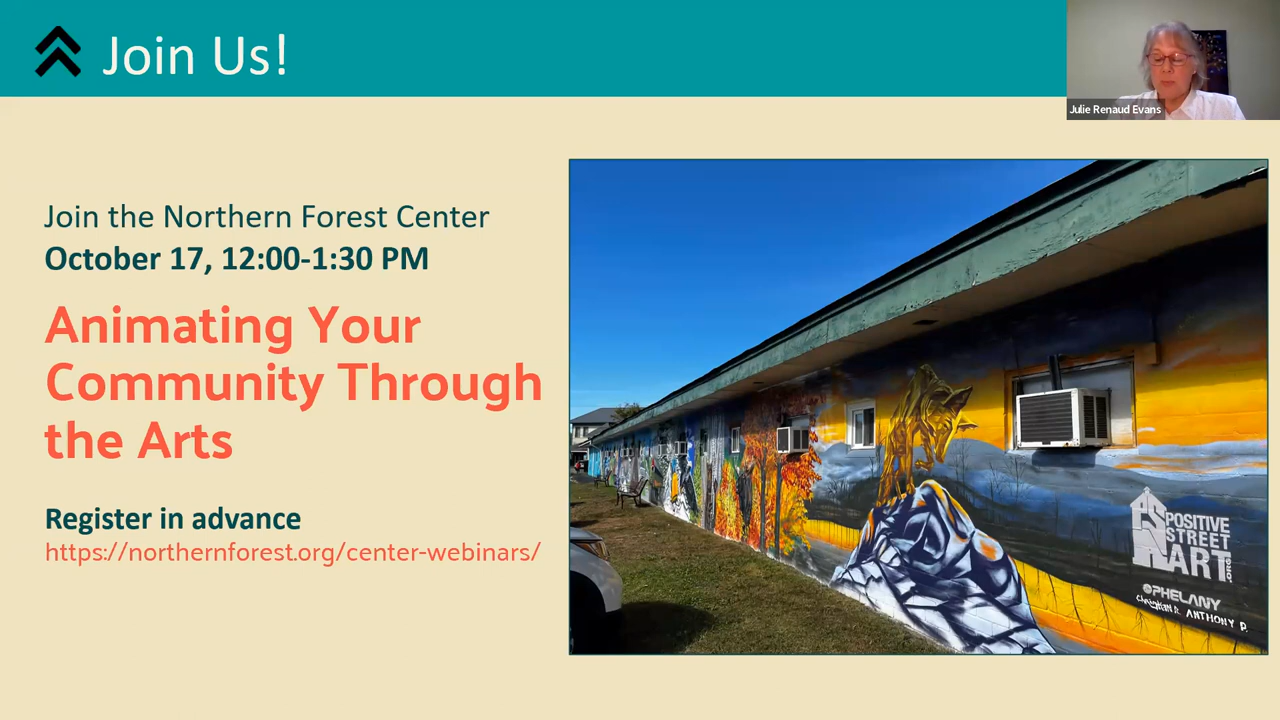 Join Us!
Julie Renaud Evans
Join the Northern Forest Center
October 17, 12:00-1:30 PM
Animating Your
Community Through
the Arts
Register in advance
https://northernforest.org/center-webinars/
PS
POSITIVE
STREET
ART
.ORG
PHELANY
ANTHONY P.